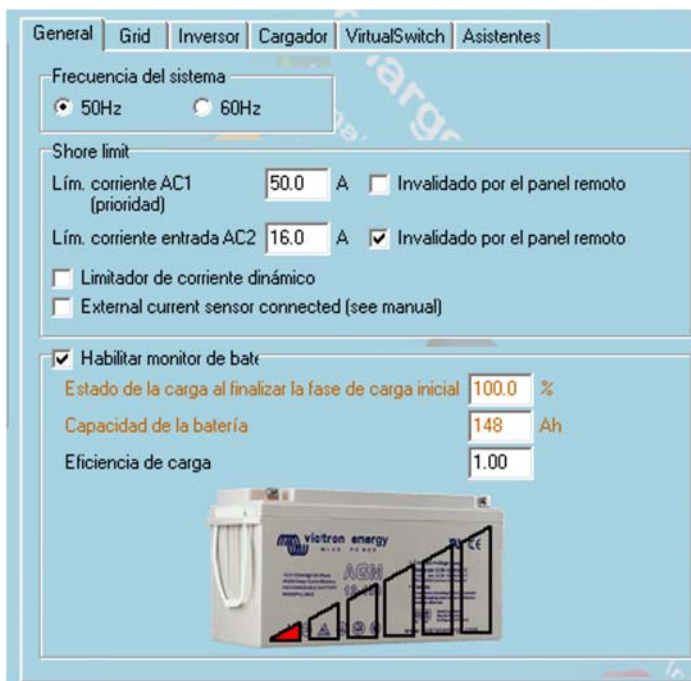 General Grid Inversor Cargador VirtualSwitch Asistentes
Frecuencia del sistema
50Hz 60Hz
Shore limit
Lím. corriente AC1 50.0 A Invalidado por el panel remoto
(prioridad)
Lím. corriente entrada AC2 16.0 A Invalidado por el panel remoto
Limitador de corriente dinámico
External current sensor connected (see manual)
Habilitar monitor de bate
Estado de la carga al finalizar la fase de carga inicial 100.0 %
Capacidad de la batería 148 Ah
Eficiencia de carga 1.00
victron energy
BLUE POWER
AGM